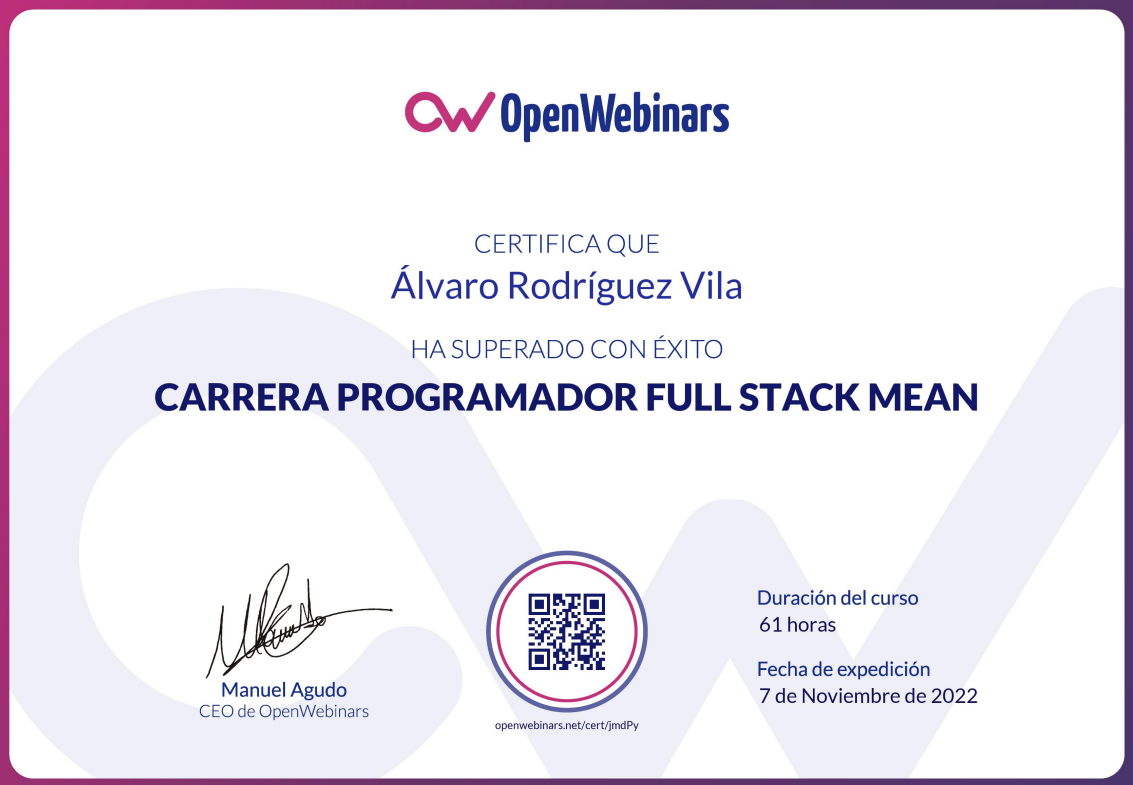 OpenWebinars
CERTIFICA QUE
Álvaro Rodríguez Vila
HA SUPERADO CON ÉXITO
CARRERA PROGRAMADOR FULL STACK MEAN
Manuel Agudo
CEO de OpenWebinars
openwebinars.net/cert/jmdPy
Duración del curso
61 horas
Fecha de expedición
7 de Noviembre de 2022